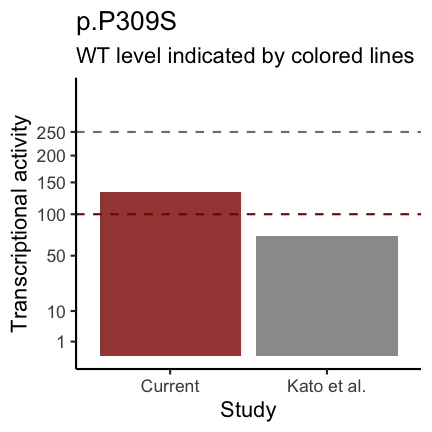 p.P309S
WT level indicated by colored lines
Transcriptional activity
250
200
150
100
50
10
1
Current
Kato et al.
Study